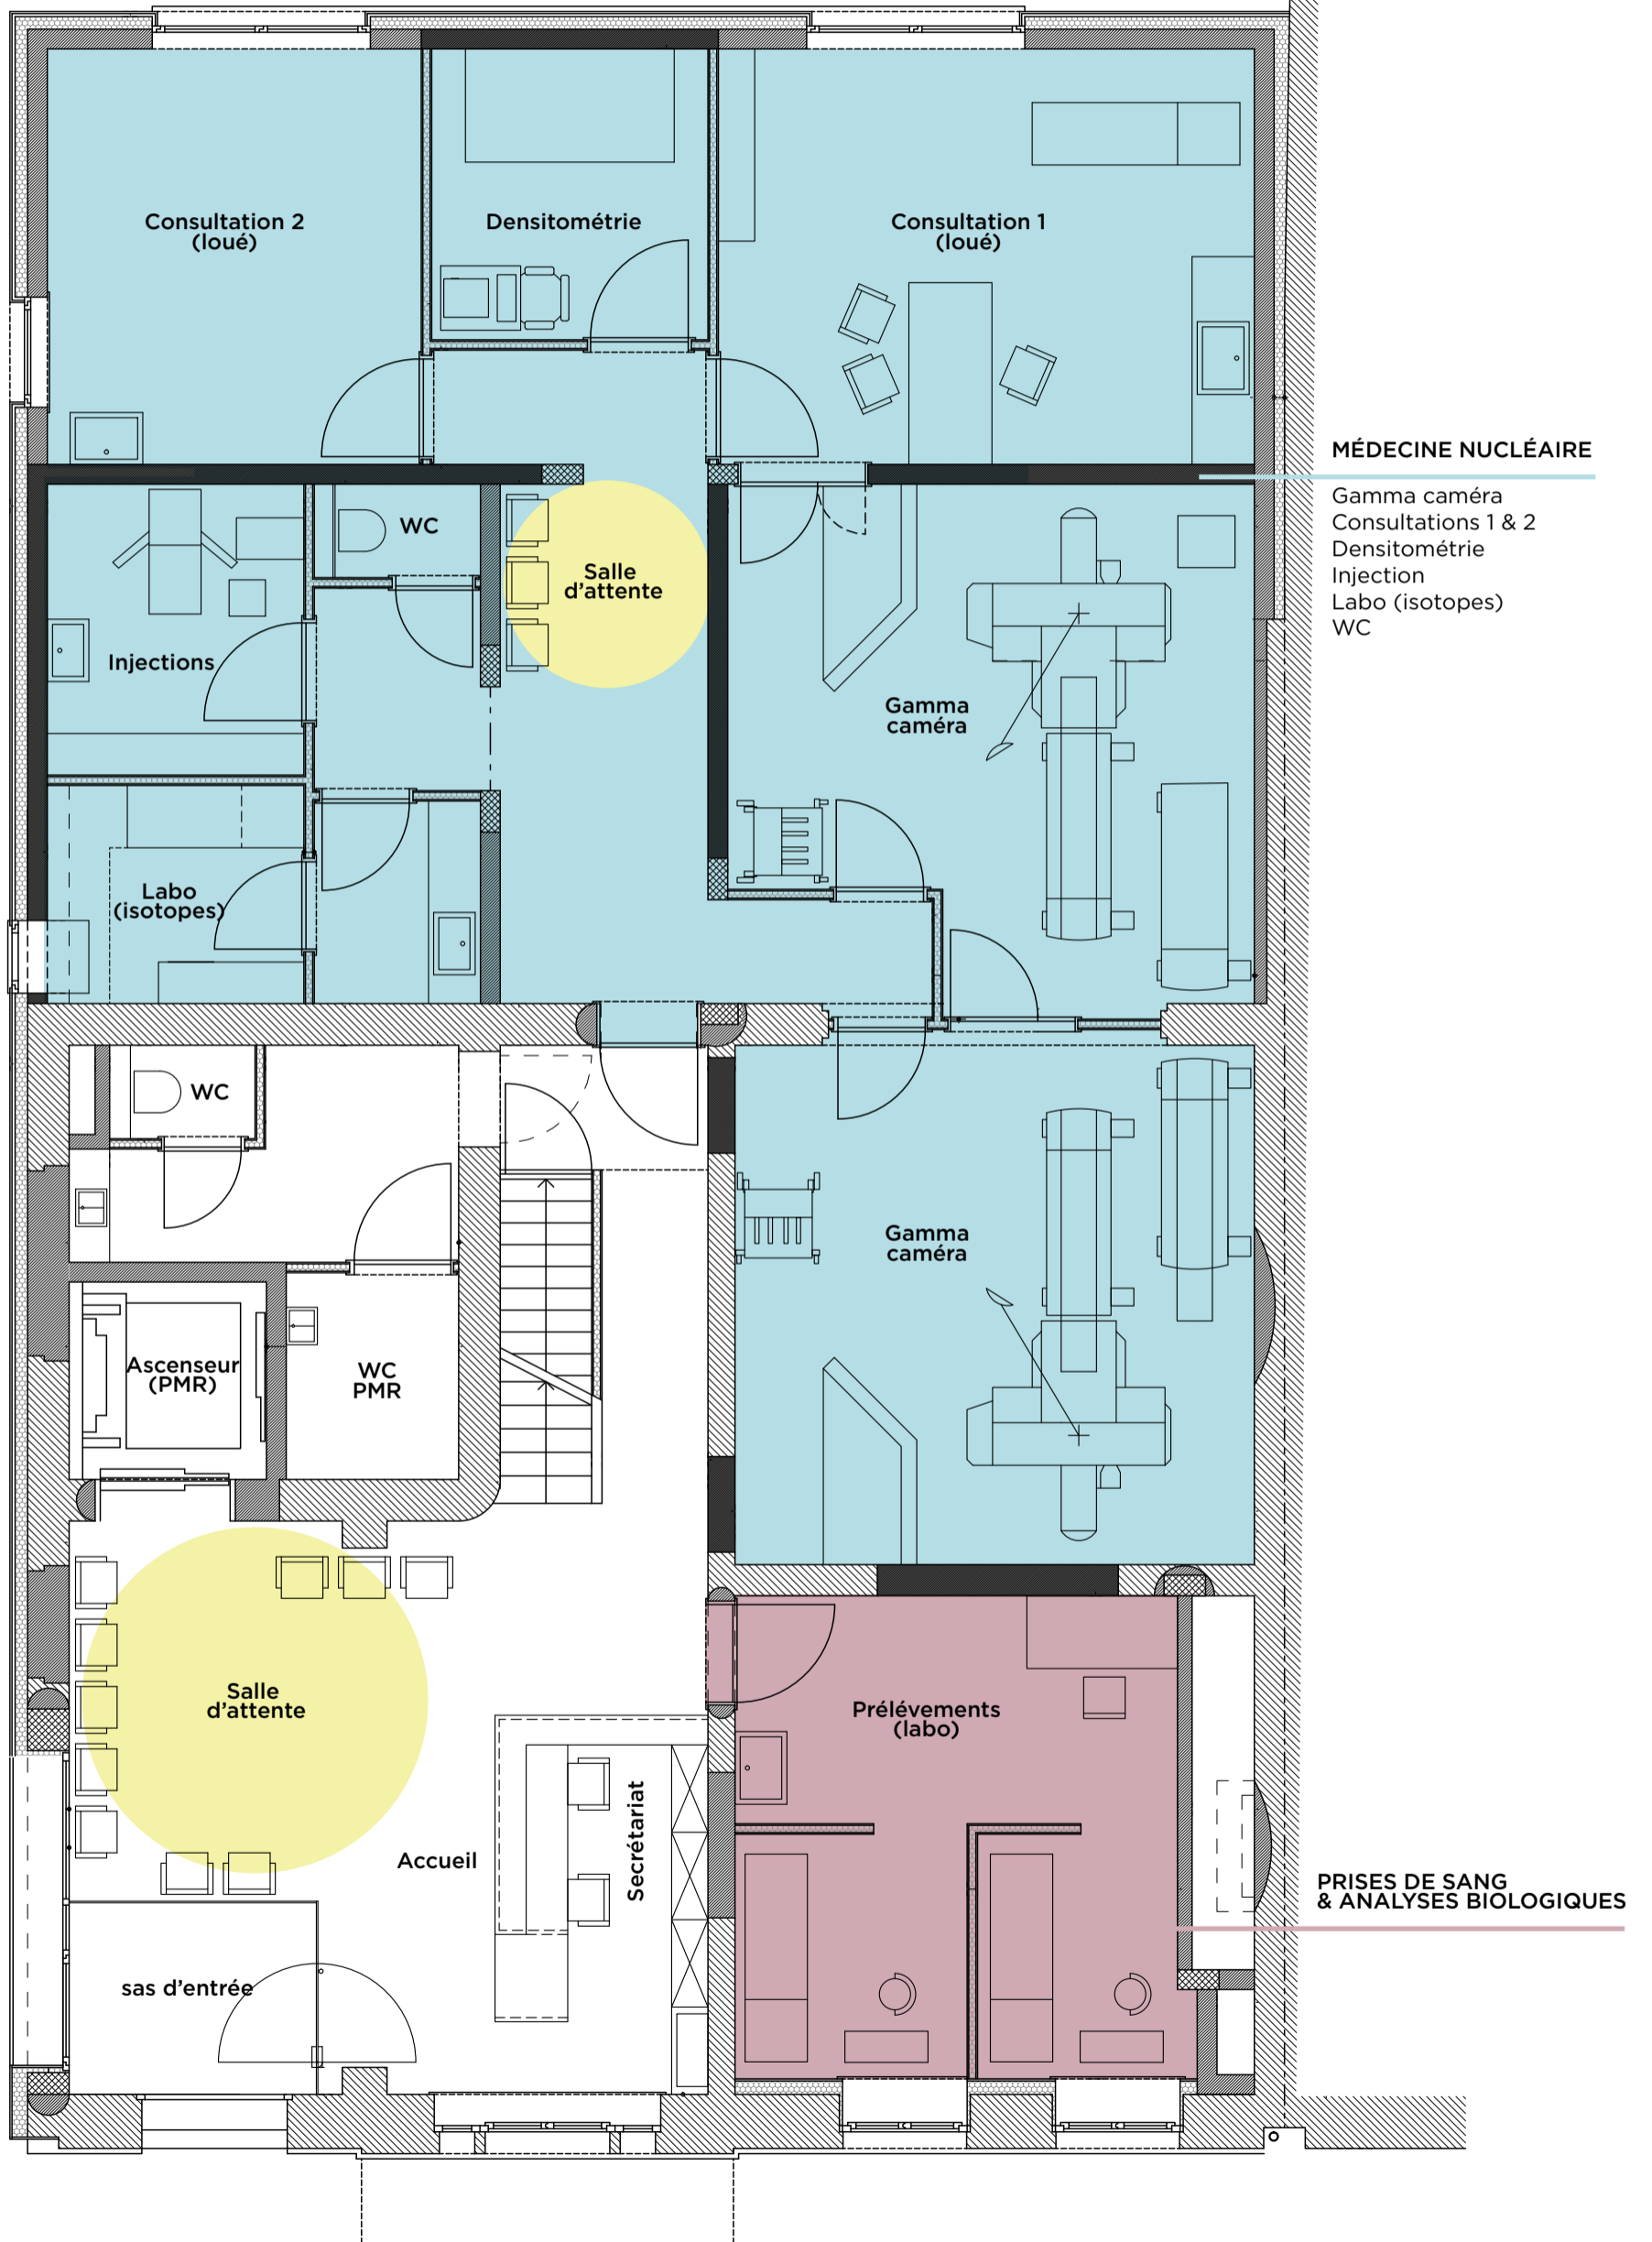 Consultation 2
(loué)
Densitométrie
Consultation 1
(loué)
MÉDECINE NUCLÉAIRE
Gamma caméra
Consultations 1 & 2
Densitométrie
Injection
Labo (isotopes)
WC
WC
Salle
d’attente
Injections
Gamma
caméra
Labo
(isotopes)
WC
Gamma
caméra
Ascenseur
(PMR)
WC
PMR
Salle
d’attente
Prélévements
(labo)
Secrétariat
Accueil
PRISES DE SANG
& ANALYSES BIOLOGIQUES
sas d’entrée